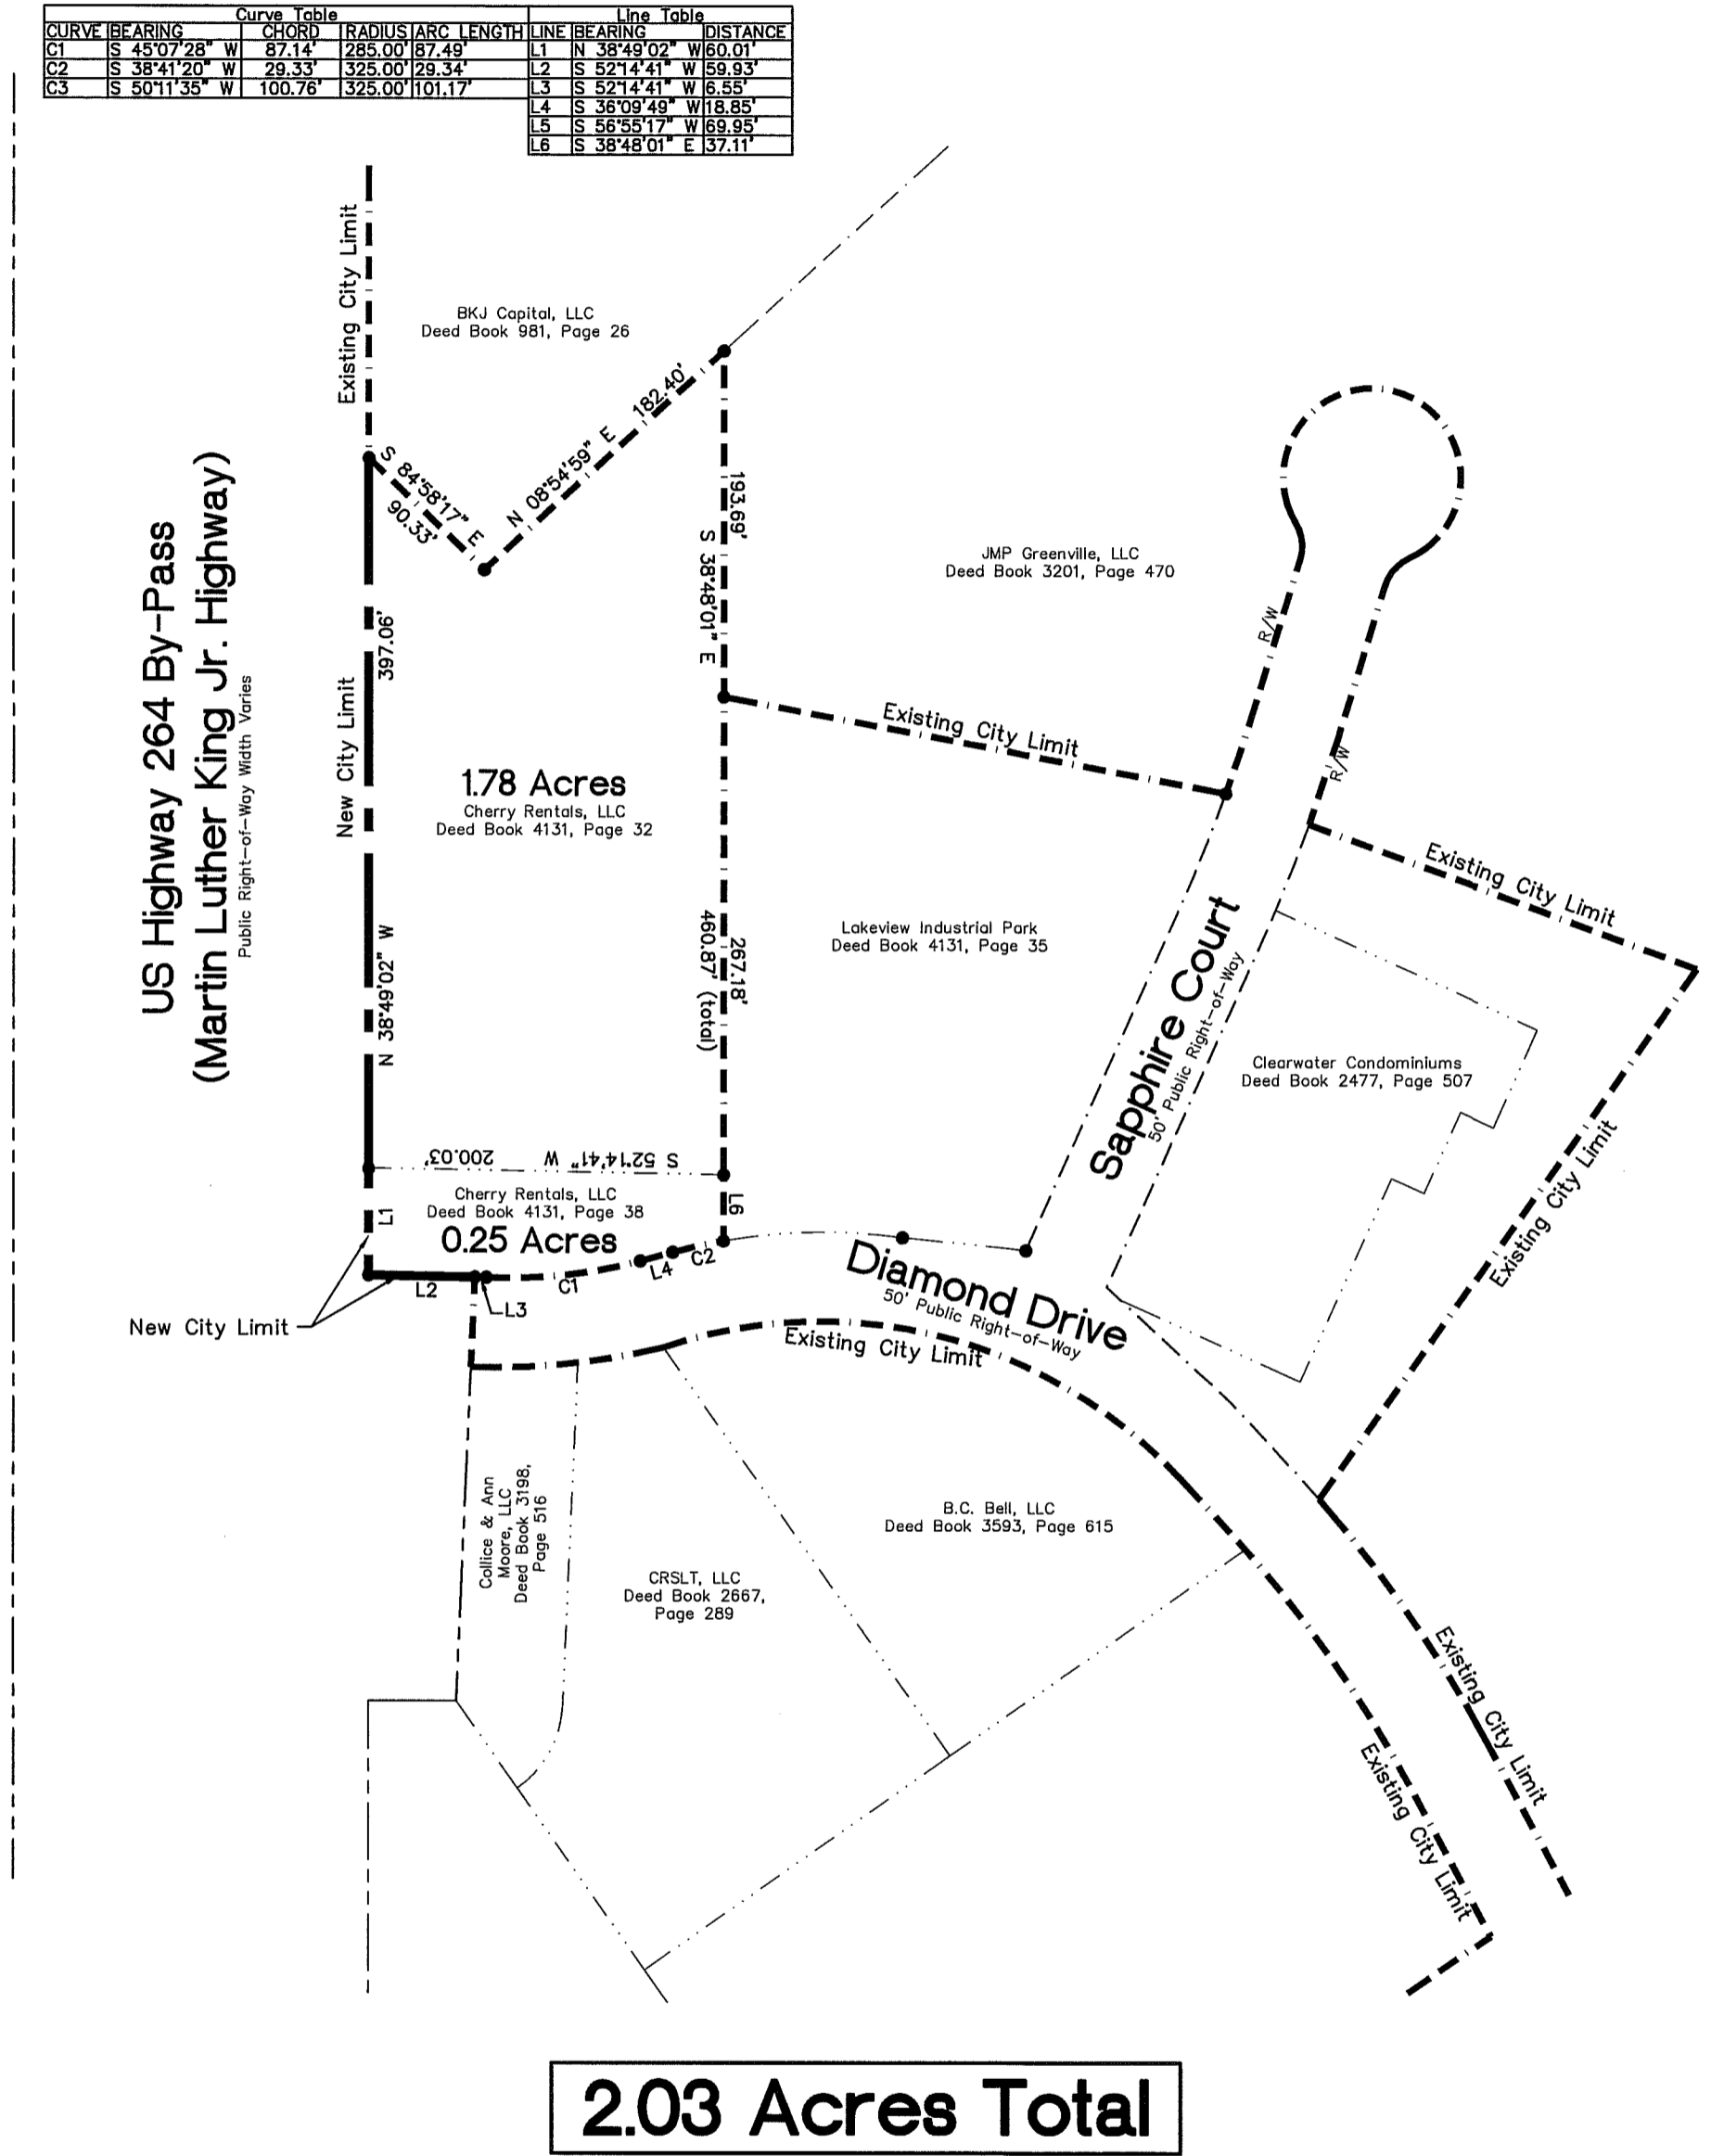 Curve Table
CURVE BEARING CHORD RADIUS ARC LENGTH
C1 S 45°07'28" W 87.14' 285.00' 87.49'
C2 S 38°41'20" W 29.33' 325.00' 29.34'
C3 S 50°11'35" W 100.76' 325.00' 101.17'
Line Table
LINE BEARING DISTANCE
L1 N 38°49'02" W 60.01'
L2 S 52°14'41" W 59.93'
L3 S 52°14'41" W 6.55'
L4 S 36°09'49" W 18.85'
L5 S 56°55'17" W 69.95'
L6 S 38°48'01" E 37.11'
Existing City Limit
BKJ Capital, LLC
Deed Book 981, Page 26
S 84°58'17" E
90.33'
N 08°54'59" E 182.40'
193.69'
S 38°48'01" E
US Highway 264 By-Pass
(Martin Luther King Jr. Highway)
Public Right-of-Way Width Varies
New City Limit
397.06'
N 38°49'02" W
1.78 Acres
Cherry Rentals, LLC
Deed Book 4131, Page 32
JMP Greenville, LLC
Deed Book 3201, Page 470
R/W
R/W
Existing City Limit
Existing City Limit
Lakeview Industrial Park
Deed Book 4131, Page 35
267.18'
460.87' (total)
Sapphire Court
50' Public Right-of-Way
Clearwater Condominiums
Deed Book 2477, Page 507
Existing City Limit
Existing City Limit
S 52°14'41" W 200.03'
Cherry Rentals, LLC
Deed Book 4131, Page 38
0.25 Acres
L1
L6
L2
L3
C1
L4
C2
New City Limit
Diamond Drive
50' Public Right-of-Way
Existing City Limit
Collice & Ann
Moore, LLC
Deed Book 3198,
Page 516
CRSLT, LLC
Deed Book 2667,
Page 289
B.C. Bell, LLC
Deed Book 3593, Page 615
Existing City Limit
Existing City Limit
2.03 Acres Total